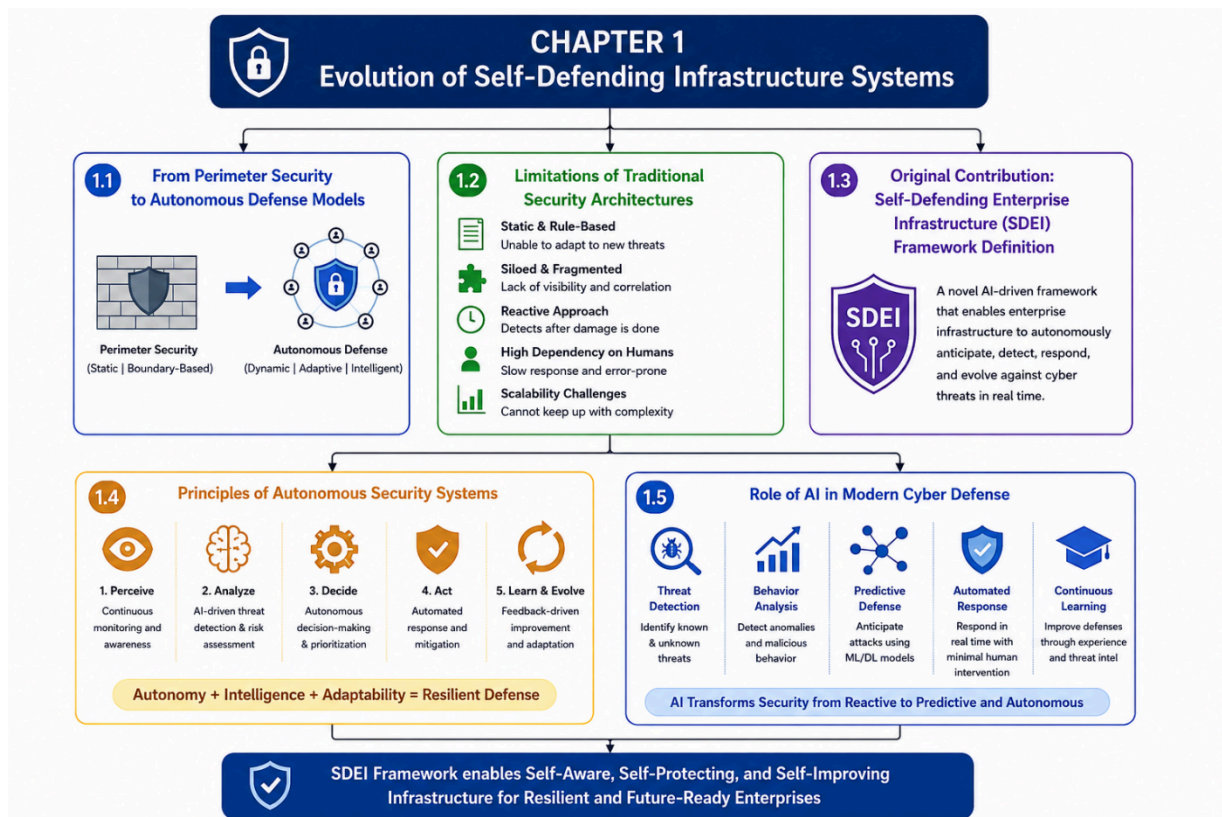 CHAPTER 1
Evolution of Self-Defending Infrastructure Systems
1.1
From Perimeter Security
to Autonomous Defense Models
Perimeter Security
(Static | Boundary-Based)
Autonomous Defense
(Dynamic | Adaptive | Intelligent)
1.2
Limitations of Traditional
Security Architectures
Static & Rule-Based
Unable to adapt to new threats
Siloed & Fragmented
Lack of visibility and correlation
Reactive Approach
Detects after damage is done
High Dependency on Humans
Slow response and error-prone
Scalability Challenges
Cannot keep up with complexity
1.3
Original Contribution:
Self-Defending Enterprise
Infrastructure (SDEI)
Framework Definition
SDEI
A novel AI-driven framework
that enables enterprise
infrastructure to autonomously
anticipate, detect, respond,
and evolve against cyber
threats in real time.
1.4
Principles of Autonomous Security Systems
1. Perceive
Continuous
monitoring and
awareness
2. Analyze
AI-driven threat
detection & risk
assessment
3. Decide
Autonomous
decision-making
& prioritization
4. Act
Automated
response and
mitigation
5. Learn & Evolve
Feedback-driven
improvement
and adaptation
Autonomy + Intelligence + Adaptability = Resilient Defense
1.5
Role of AI in Modern Cyber Defense
Threat
Detection
Identify known
& unknown
threats
Behavior
Analysis
Detect anomalies
and malicious
behavior
Predictive
Defense
Anticipate
attacks using
ML/DL models
Automated
Response
Respond in
real time with
minimal human
intervention
Continuous
Learning
Improve defenses
through experience
and threat intel
AI Transforms Security from Reactive to Predictive and Autonomous
SDEI Framework enables Self-Aware, Self-Protecting, and Self-Improving
Infrastructure for Resilient and Future-Ready Enterprises